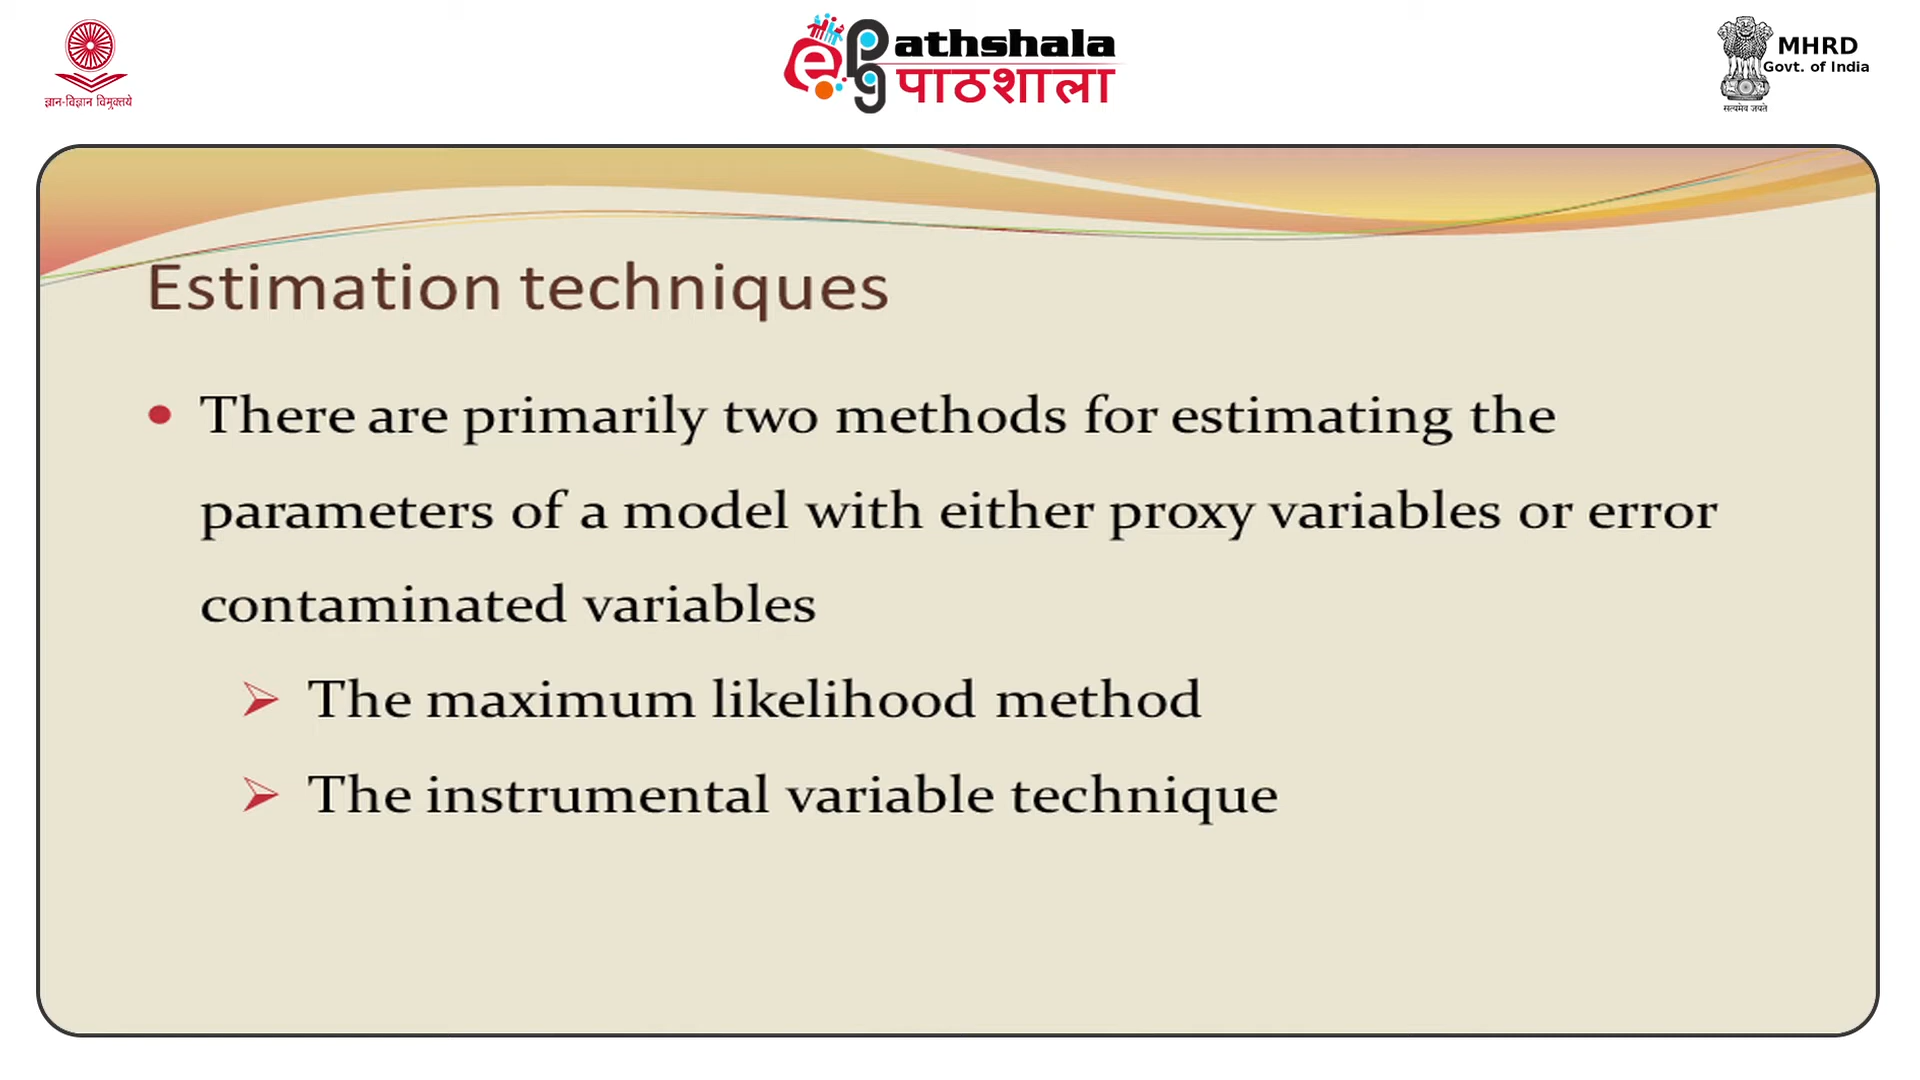 ज्ञान-विज्ञान विमुक्तये
e pg athshala
पाठशाला
MHRD
Govt. of India
सत्यमेव जयते
Estimation techniques
• There are primarily two methods for estimating the
parameters of a model with either proxy variables or error
contaminated variables
➢ The maximum likelihood method
➢ The instrumental variable technique